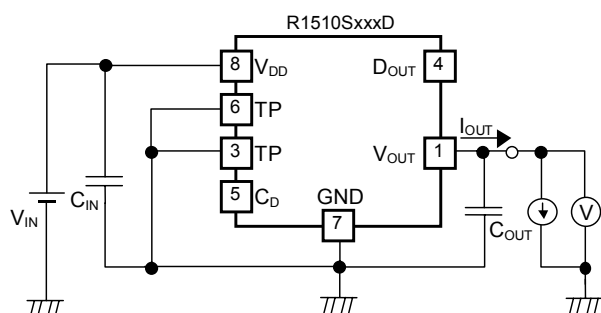 R1510SxxxD
8 VDD
DOUT 4
6 TP
3 TP
VOUT 1
IOUT
5 CD
GND
7
VIN
CIN
COUT
V